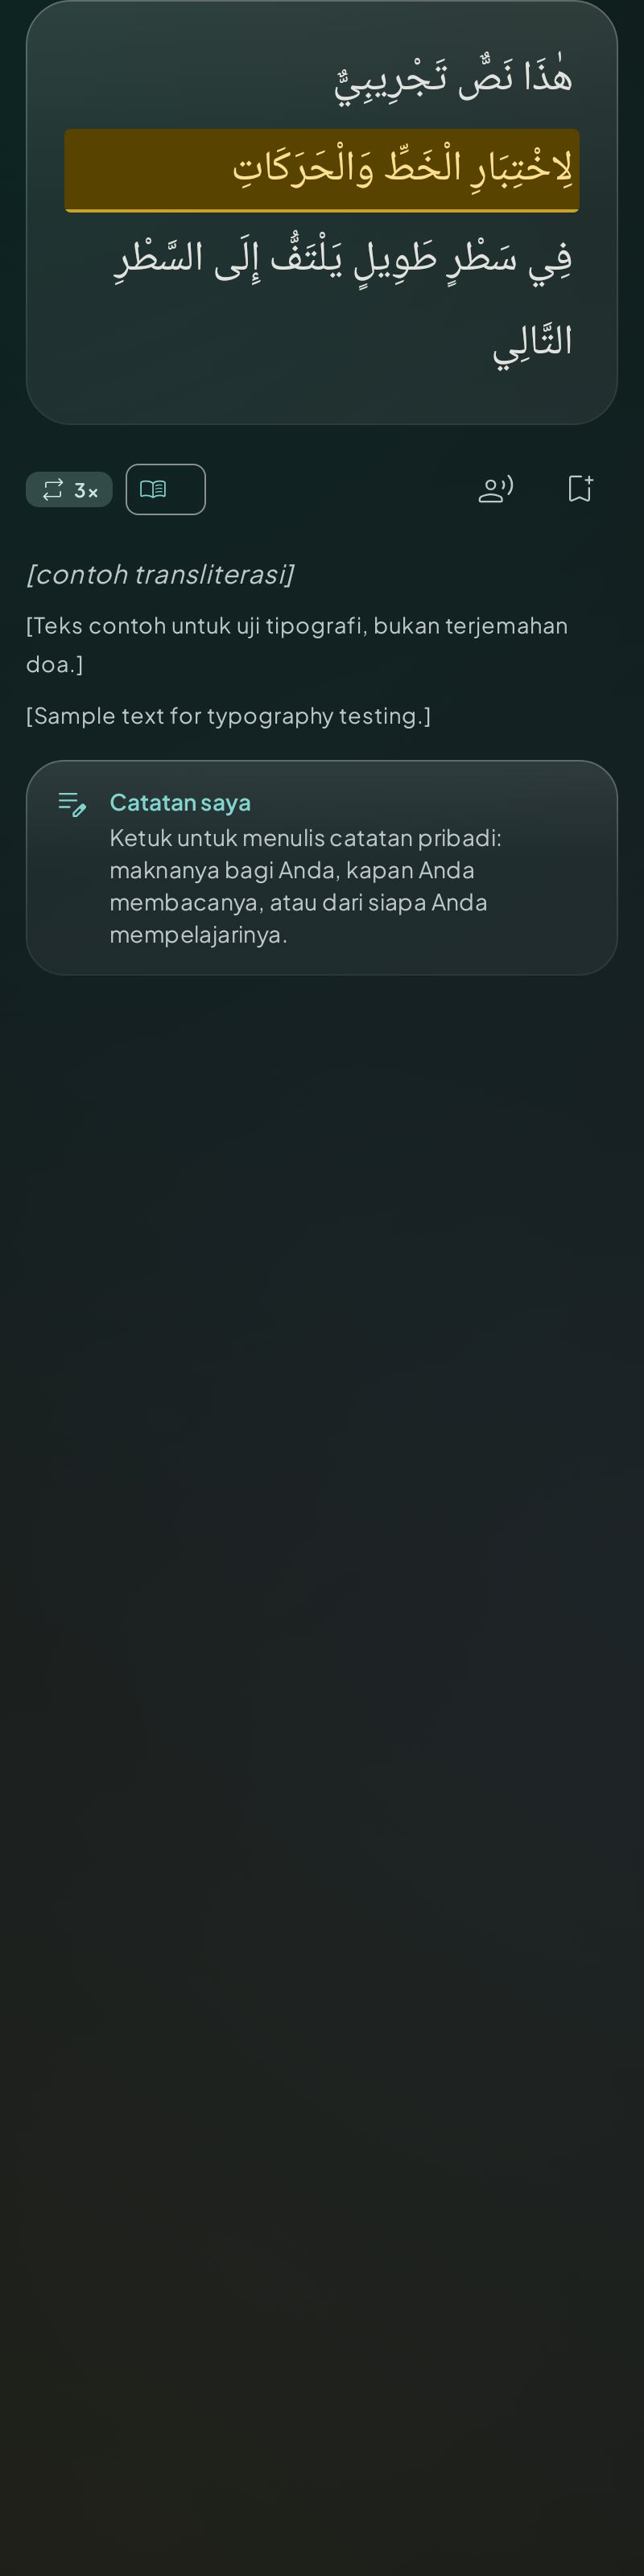 هٰذَا نَصٌّ تَجْرِيبِيٌّ
لِاخْتِبَارِ الْخَطِّ وَالْحَرَكَاتِ
فِي سَطْرٍ طَوِيلٍ يَلْتَفُّ إِلَى السَّطْرِ
التَّالِي
3×
[contoh transliterasi]
[Teks contoh untuk uji tipografi, bukan terjemahan
doa.]
[Sample text for typography testing.]
Catatan saya
Ketuk untuk menulis catatan pribadi:
maknanya bagi Anda, kapan Anda
membacanya, atau dari siapa Anda
mempelajarinya.